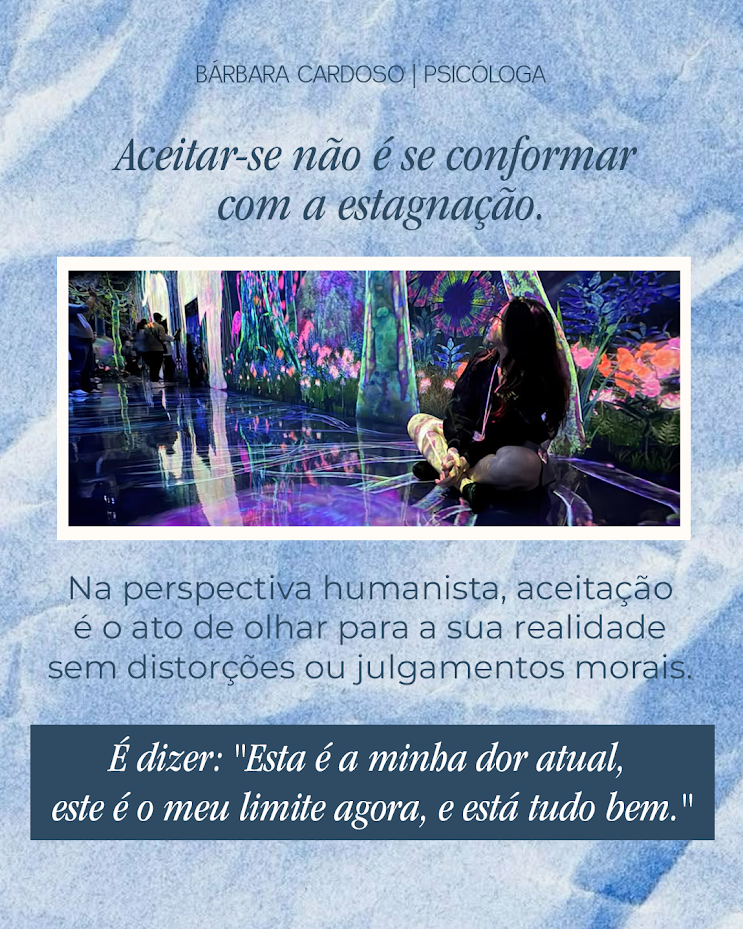 BÁRBARA CARDOSO | PSICÓLOGA
Aceitar-se não é se conformar
com a estagnação.
Na perspectiva humanista, aceitação
é o ato de olhar para a sua realidade
sem distorções ou julgamentos morais.
É dizer: "Esta é a minha dor atual,
este é o meu limite agora, e está tudo bem."